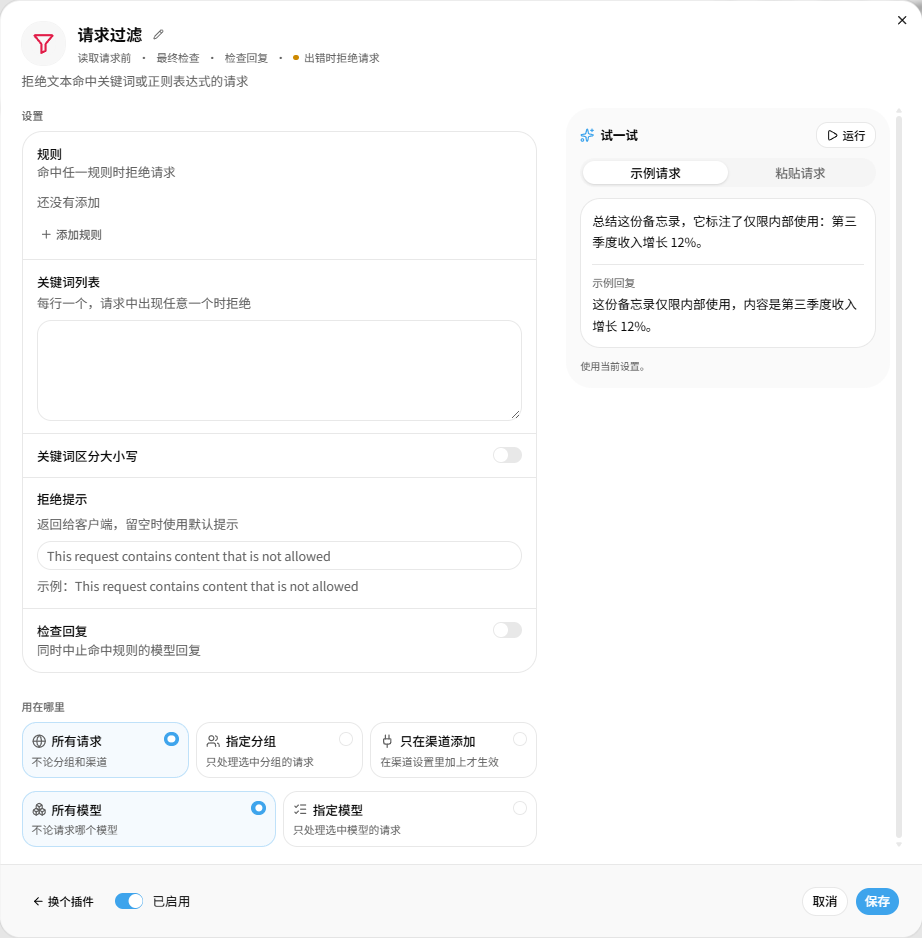 请求过滤
读取请求前 • 最终检查 • 检查回复 • 出错时拒绝请求
拒绝文本命中关键词或正则表达式的请求
设置
规则
命中任一规则时拒绝请求
还没有添加
+ 添加规则
关键词列表
每行一个，请求中出现任意一个时拒绝
关键词区分大小写
拒绝提示
返回给客户端，留空时使用默认提示
This request contains content that is not allowed
示例：This request contains content that is not allowed
检查回复
同时中止命中规则的模型回复
试一试
运行
示例请求 粘贴请求
总结这份备忘录，它标注了仅限内部使用：第三
季度收入增长 12%。
示例回复
这份备忘录仅限内部使用，内容是第三季度收入
增长 12%。
使用当前设置。
用在哪里
所有请求
不论分组和渠道
指定分组
只处理选中分组的请求
只在渠道添加
在渠道设置里加上才生效
所有模型
不论请求哪个模型
指定模型
只处理选中模型的请求
换个插件
已启用
取消
保存